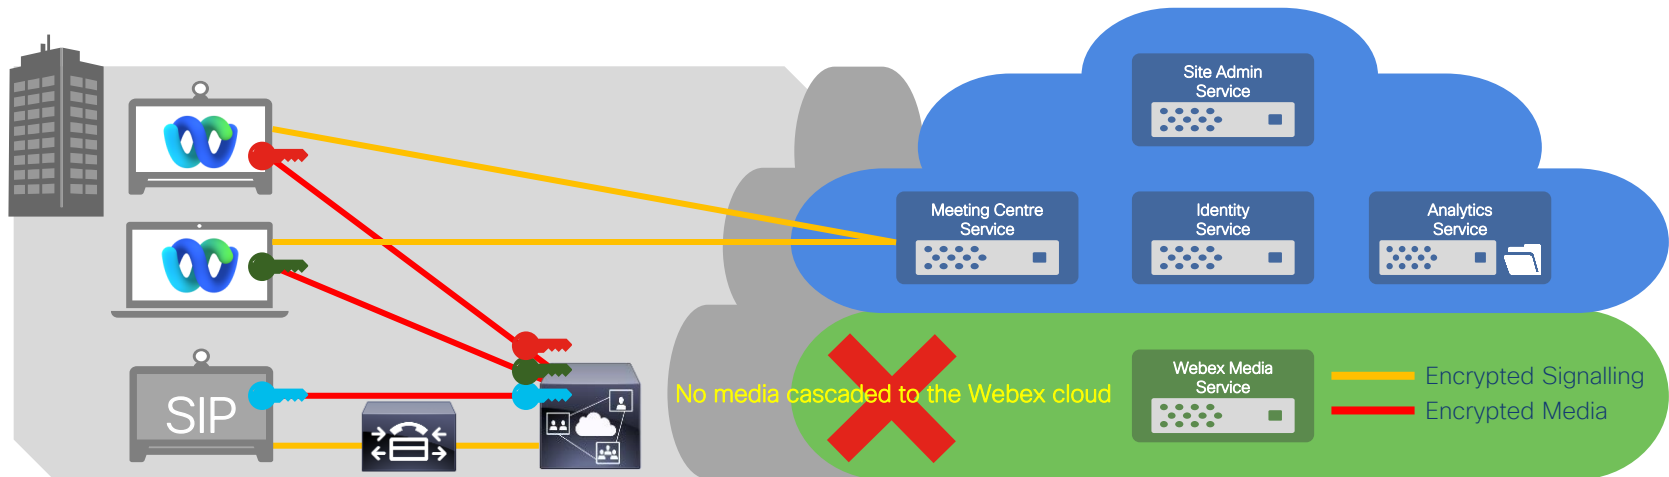 Site Admin
Service
Meeting Centre
Service
Identity
Service
Analytics
Service
SIP
No media cascaded to the Webex cloud
Webex Media
Service
Encrypted Signalling
Encrypted Media